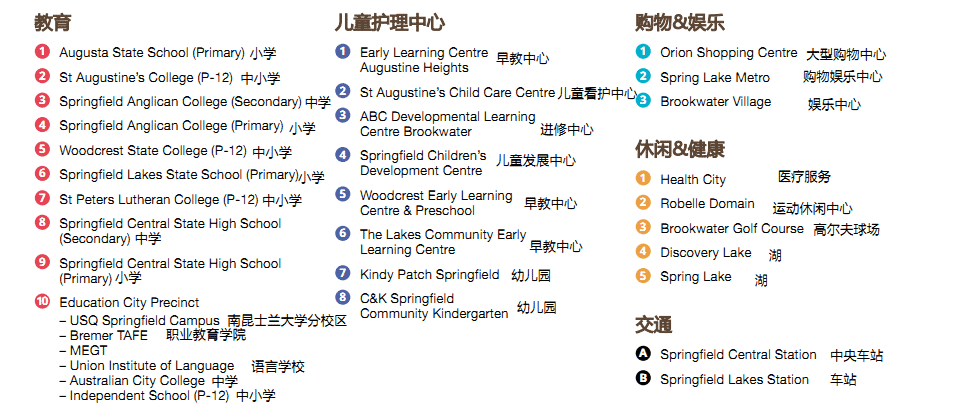 教育
1 Augusta State School (Primary) 小学
2 St Augustine's College (P-12) 中小学
3 Springfield Anglican College (Secondary) 中学
4 Springfield Anglican College (Primary) 小学
5 Woodcrest State College (P-12) 中小学
6 Springfield Lakes State School (Primary)小学
7 St Peters Lutheran College (P-12) 中小学
8 Springfield Central State High School
(Secondary) 中学
9 Springfield Central State High School
(Primary) 小学
10 Education City Precinct
– USQ Springfield Campus 南昆士兰大学分校区
– Bremer TAFE 职业教育学院
– MEGT
– Union Institute of Language 语言学校
– Australian City College 中学
– Independent School (P-12) 中小学
儿童护理中心
1 Early Learning Centre 早教中心
Augustine Heights
2 St Augustine's Child Care Centre 儿童看护中心
3 ABC Developmental Learning
Centre Brookwater 进修中心
4 Springfield Children's 儿童发展中心
Development Centre
5 Woodcrest Early Learning
Centre & Preschool 早教中心
6 The Lakes Community Early
Learning Centre 早教中心
7 Kindy Patch Springfield 幼儿园
8 C&K Springfield
Community Kindergarten 幼儿园
购物&娱乐
1 Orion Shopping Centre 大型购物中心
2 Spring Lake Metro 购物娱乐中心
3 Brookwater Village 娱乐中心
休闲&健康
1 Health City 医疗服务
2 Robelle Domain 运动休闲中心
3 Brookwater Golf Course 高尔夫球场
4 Discovery Lake 湖
5 Spring Lake 湖
交通
A Springfield Central Station 中央车站
B Springfield Lakes Station 车站